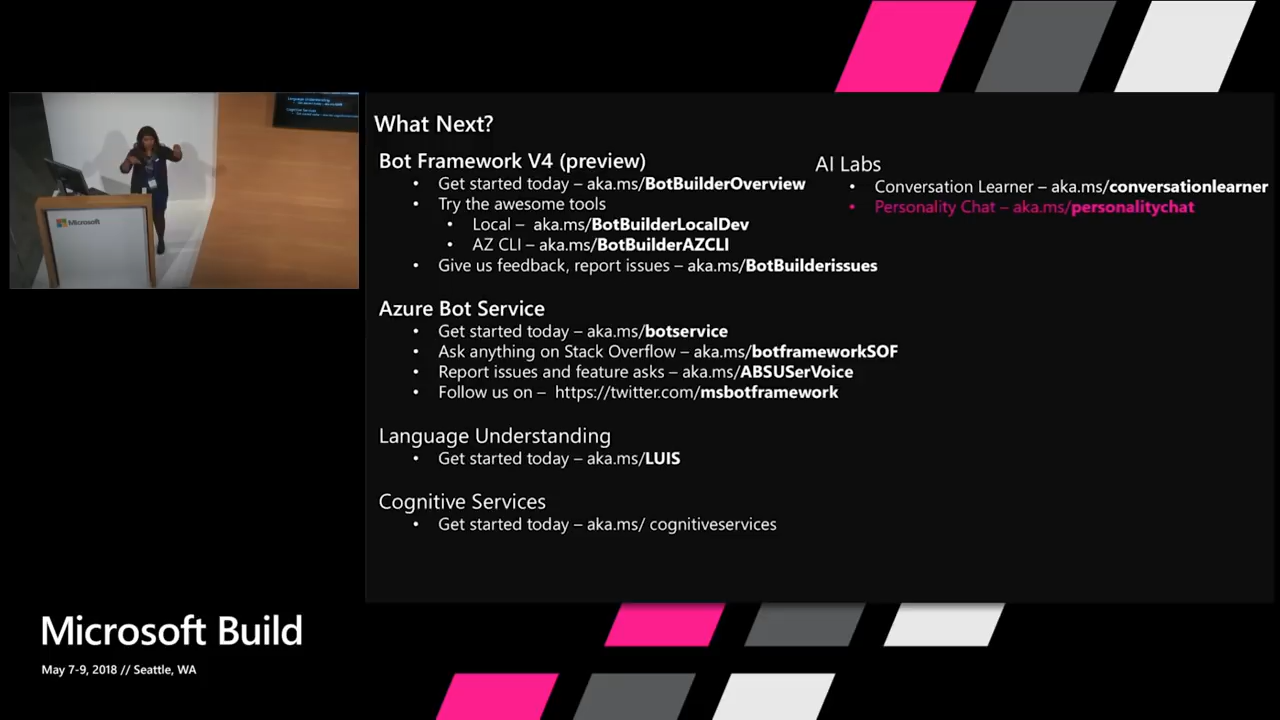 Microsoft
What Next?
Bot Framework V4 (preview)
• Get started today – aka.ms/BotBuilderOverview
• Try the awesome tools
• Local – aka.ms/BotBuilderLocalDev
• AZ CLI – aka.ms/BotBuilderAZCLI
• Give us feedback, report issues – aka.ms/BotBuilderissues
Azure Bot Service
• Get started today – aka.ms/botservice
• Ask anything on Stack Overflow – aka.ms/botframeworkSOF
• Report issues and feature asks – aka.ms/ABSUSerVoice
• Follow us on – https://twitter.com/msbotframework
Language Understanding
• Get started today – aka.ms/LUIS
Cognitive Services
• Get started today – aka.ms/ cognitiveservices
AI Labs
• Conversation Learner – aka.ms/conversationlearner
• Personality Chat – aka.ms/personalitychat
Microsoft Build
May 7-9, 2018 // Seattle, WA